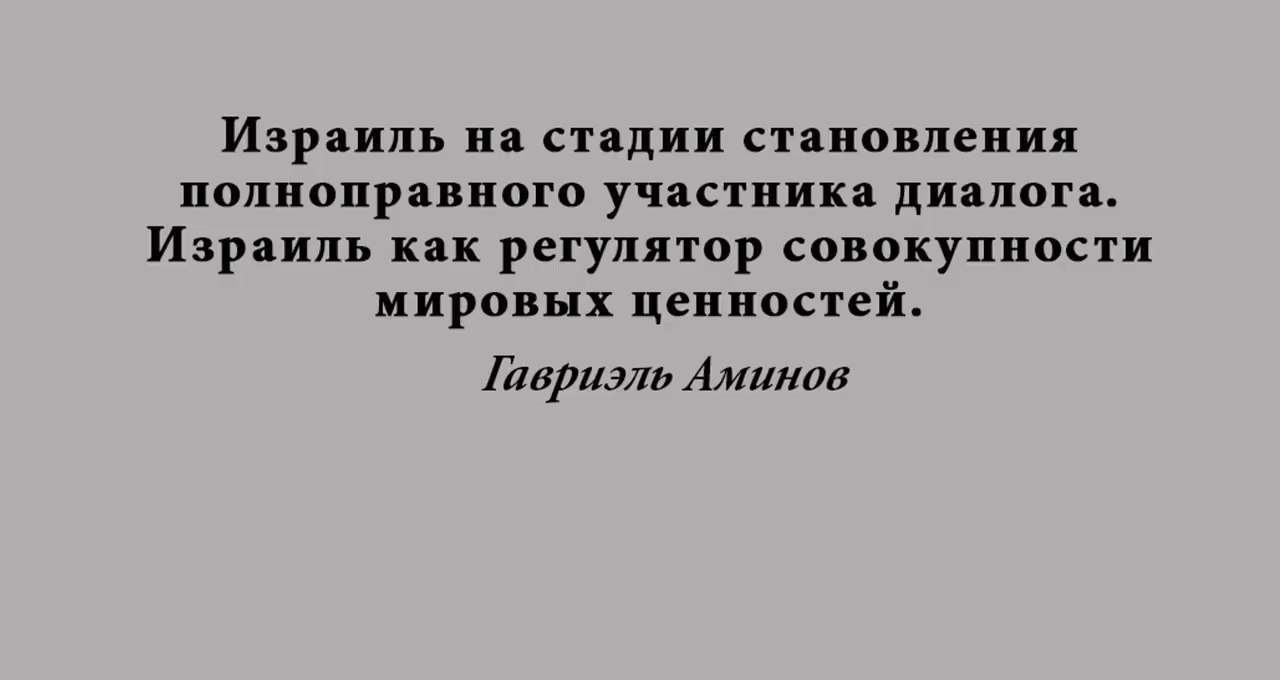 Израиль на стадии становления
полноправного участника диалога.
Израиль как регулятор совокупности
мировых ценностей.
Гавриэль Аминов